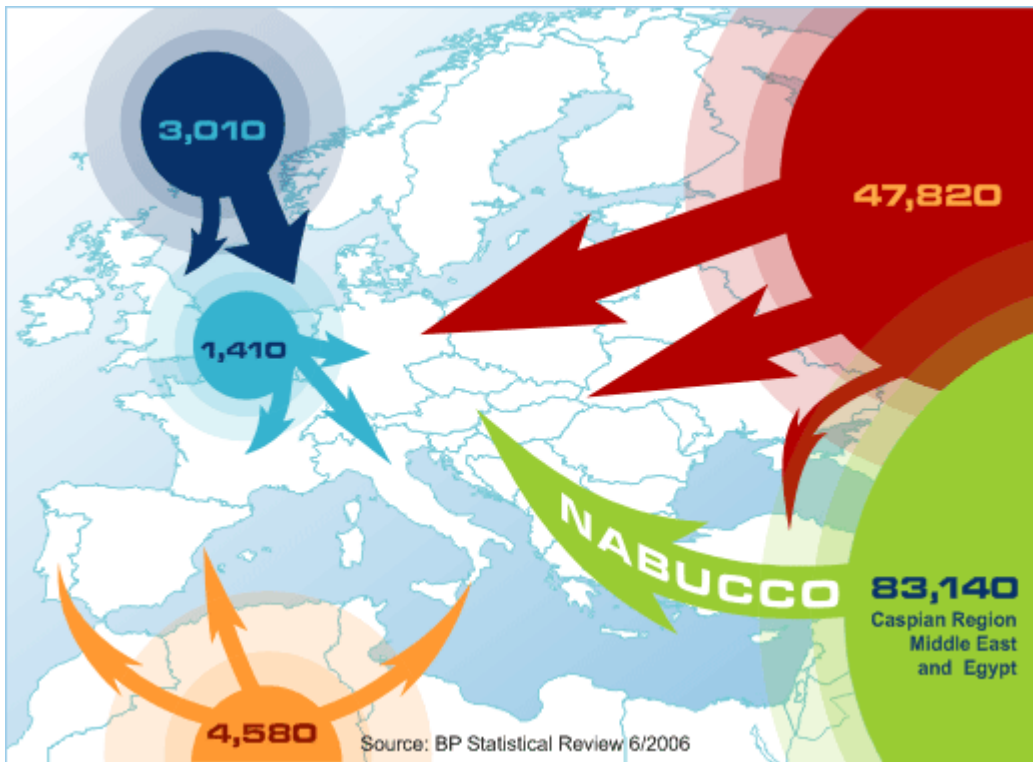 3,010
47,820
1,410
NABUCCO
83,140
Caspian Region
Middle East
and Egypt
4,580
Source: BP Statistical Review 6/2006